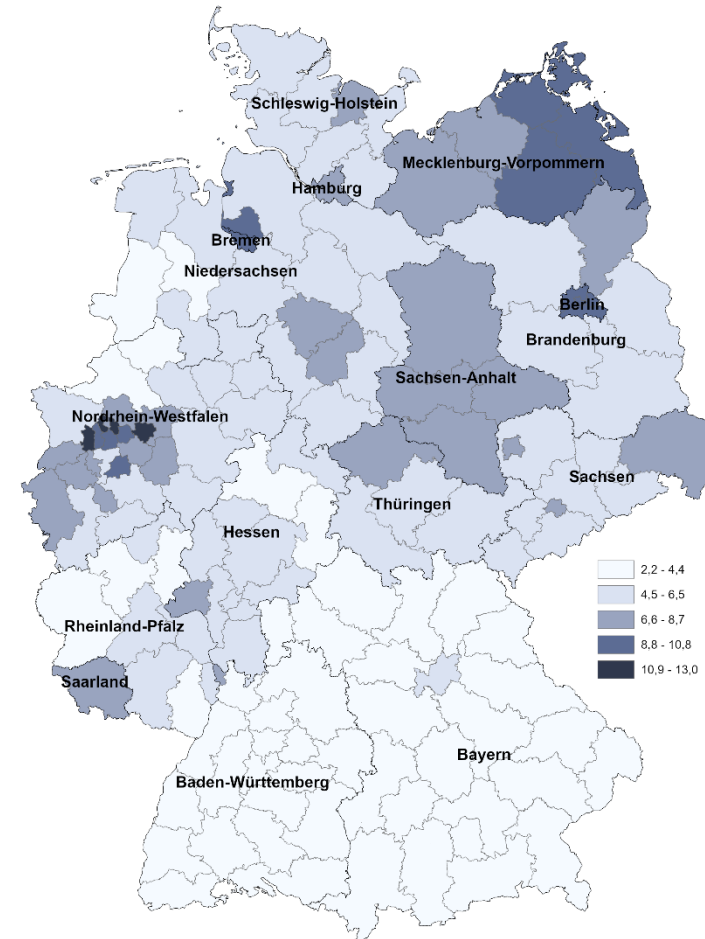 Schleswig-Holstein
Mecklenburg-Vorpommern
Hamburg
Bremen
Niedersachsen
Berlin
Brandenburg
Sachsen-Anhalt
Nordrhein-Westfalen
Sachsen
Thüringen
Hessen
Rheinland-Pfalz
Saarland
Bayern
Baden-Württemberg
2,2 - 4,4
4,5 - 6,5
6,6 - 8,7
8,8 - 10,8
10,9 - 13,0